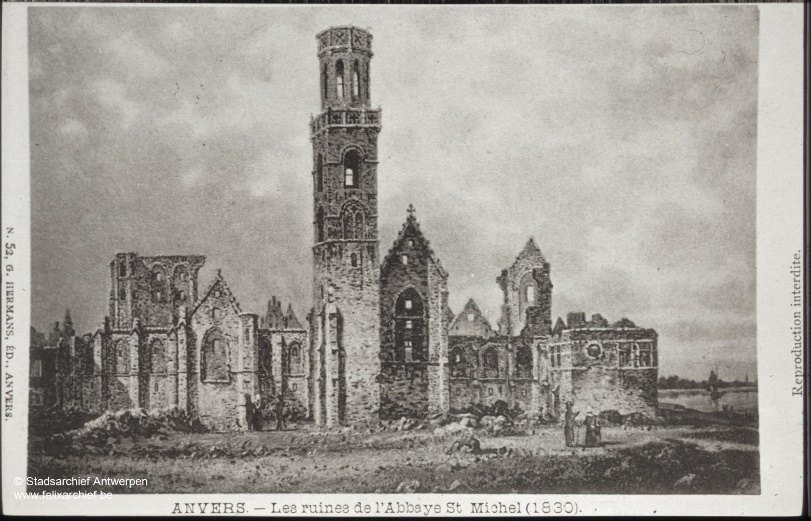 N. 52, G. HERMANS, ÉD., ANVERS.
Reproduction interdite.
© Stadsarchief Antwerpen
www.felixarchief.be
ANVERS. — Les ruines de l'Abbaye St Michel (1830).